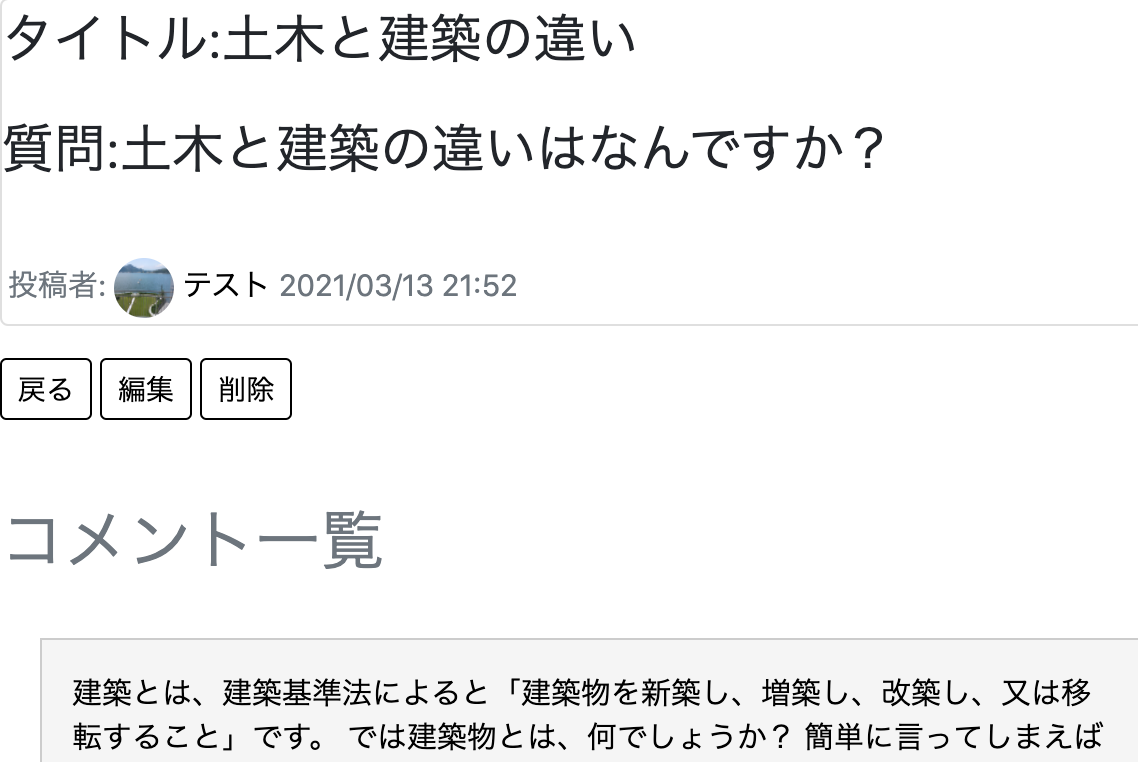 タイトル:土木と建築の違い
質問:土木と建築の違いはなんですか？
投稿者: テスト 2021/03/13 21:52
戻る 編集 削除
コメント一覧
建築とは、建築基準法によると「建築物を新築し、増築し、改築し、又は移
転すること」です。 では建築物とは、何でしょうか？ 簡単に言ってしまえば